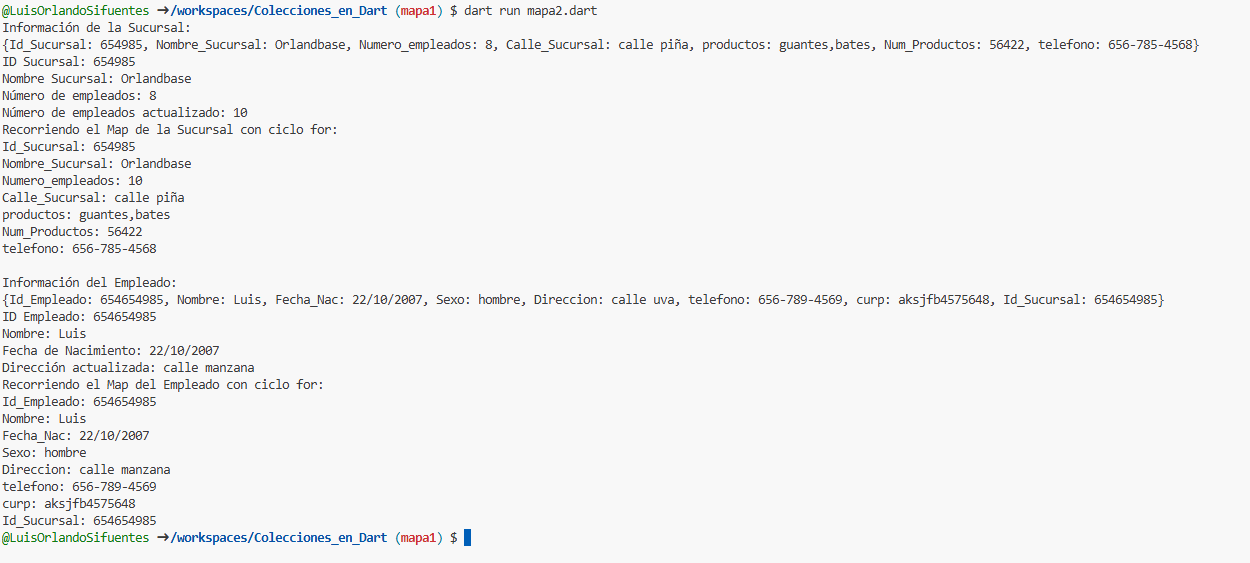 @LuisOrlandoSifuentes ➜/workspaces/Colecciones_en_Dart (mapa1) $ dart run mapa2.dart
Información de la Sucursal:
{Id_Sucursal: 654985, Nombre_Sucursal: Orlandbase, Numero_empleados: 8, Calle_Sucursal: calle piña, productos: guantes,bates, Num_Productos: 56422, telefono: 656-785-4568}
ID Sucursal: 654985
Nombre Sucursal: Orlandbase
Número de empleados: 8
Número de empleados actualizado: 10
Recorriendo el Map de la Sucursal con ciclo for:
Id_Sucursal: 654985
Nombre_Sucursal: Orlandbase
Numero_empleados: 10
Calle_Sucursal: calle piña
productos: guantes,bates
Num_Productos: 56422
telefono: 656-785-4568
Información del Empleado:
{Id_Empleado: 654654985, Nombre: Luis, Fecha_Nac: 22/10/2007, Sexo: hombre, Direccion: calle uva, telefono: 656-789-4569, curp: aksjfb4575648, Id_Sucursal: 654654985}
ID Empleado: 654654985
Nombre: Luis
Fecha de Nacimiento: 22/10/2007
Dirección actualizada: calle manzana
Recorriendo el Map del Empleado con ciclo for:
Id_Empleado: 654654985
Nombre: Luis
Fecha_Nac: 22/10/2007
Sexo: hombre
Direccion: calle manzana
telefono: 656-789-4569
curp: aksjfb4575648
Id_Sucursal: 654654985
@LuisOrlandoSifuentes ➜/workspaces/Colecciones_en_Dart (mapa1) $